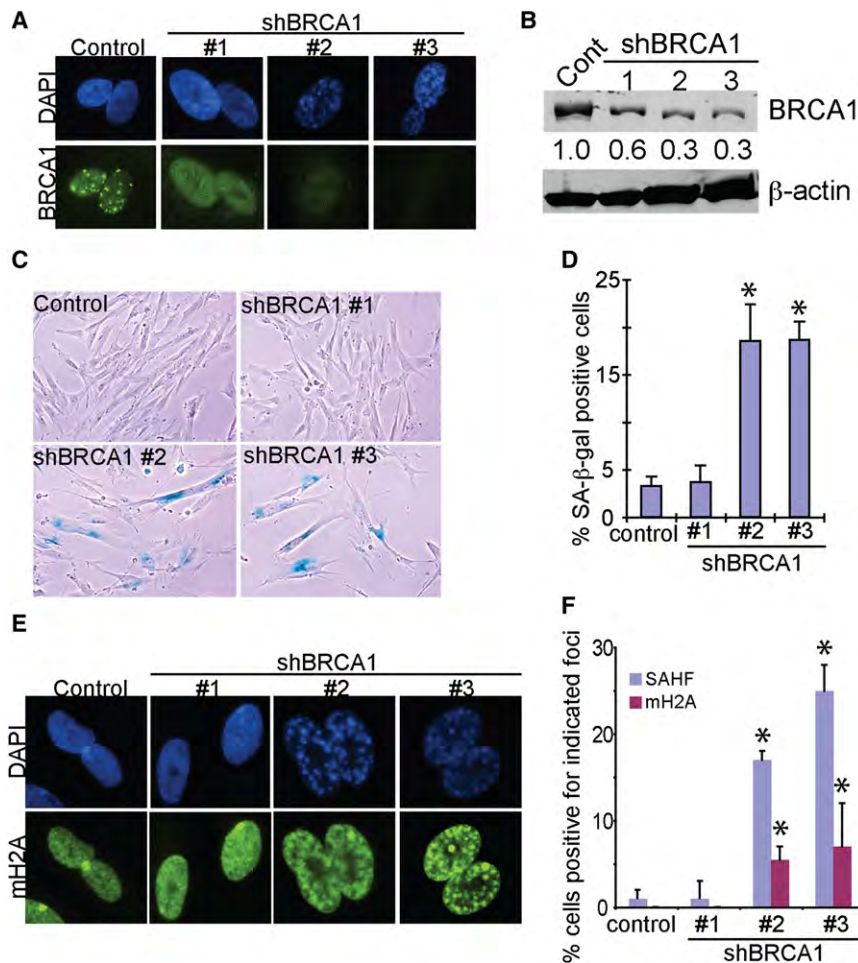 A
shBRCA1
Control #1 #2 #3
DAPI
BRCA1
B
Cont shBRCA1
1 2 3
BRCA1
1.0 0.6 0.3 0.3
β-actin
C
Control
shBRCA1 #1
shBRCA1 #2
shBRCA1 #3
D
% SA-β-gal positive cells
25
15
5
0
* *
control #1 #2 #3
shBRCA1
E
shBRCA1
Control #1 #2 #3
DAPI
mH2A
F
% cells positive for indicated foci
30
20
10
0
SAHF
mH2A
* * * *
control #1 #2 #3
shBRCA1